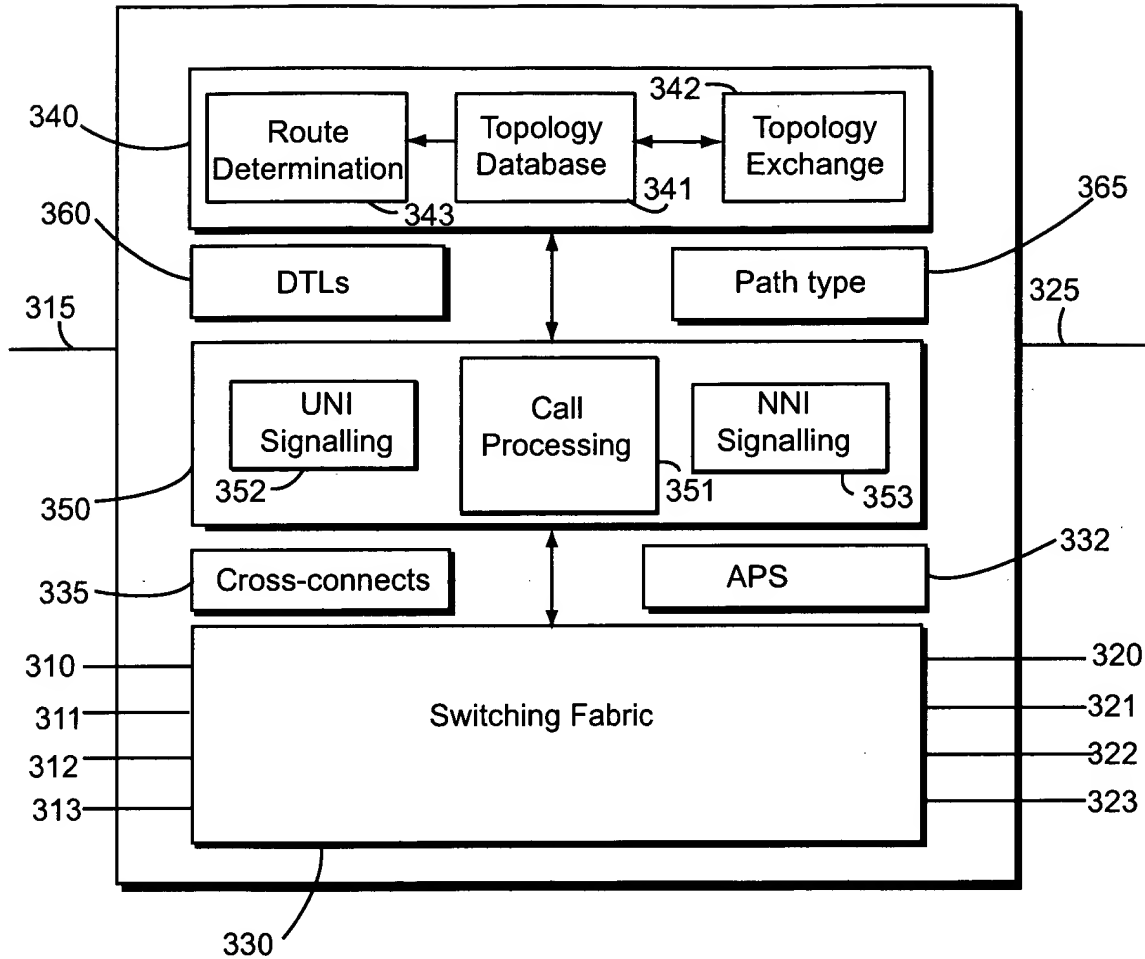 342
340
Route
Determination
Topology
Database
Topology
Exchange
343
341
365
360
DTLs
Path type
315
325
UNI
Signalling
Call
Processing
NNI
Signalling
352
351
353
350
332
335
Cross-connects
APS
310
320
311
Switching Fabric
321
312
322
313
323
330